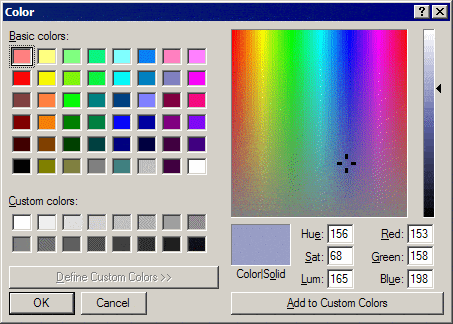 Color
Basic colors:
Custom colors:
Define Custom Colors >>
OK Cancel
Color|Solid
Hue: 156 Red: 153
Sat: 68 Green: 158
Lum: 165 Blue: 198
Add to Custom Colors